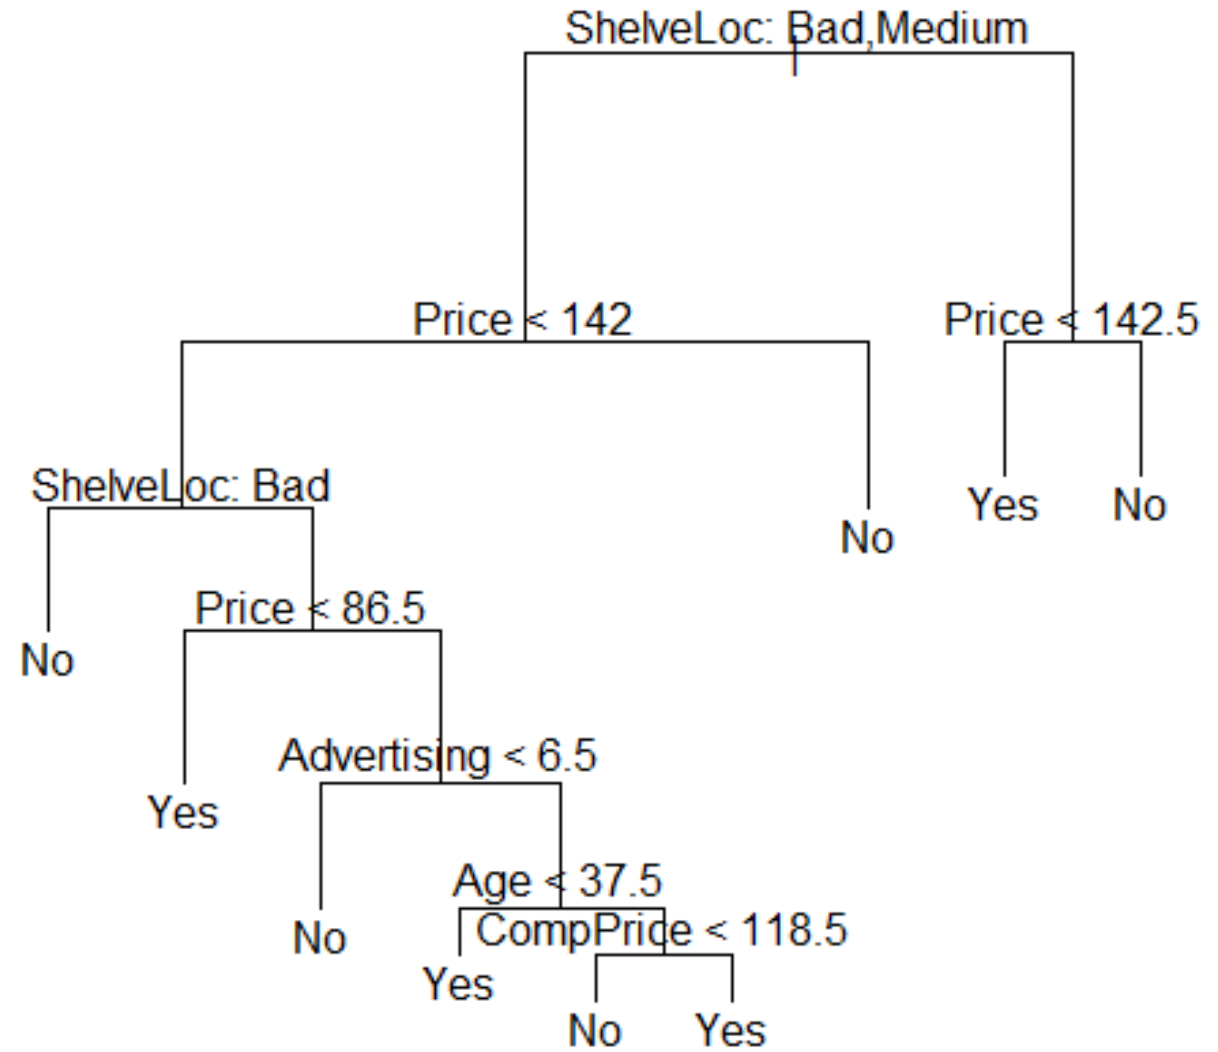 ShelveLoc: Bad,Medium
Price < 142
Price < 142.5
ShelveLoc: Bad
Yes
No
No
Price < 86.5
No
Advertising < 6.5
Yes
Age < 37.5
No
CompPrice < 118.5
Yes
No
Yes